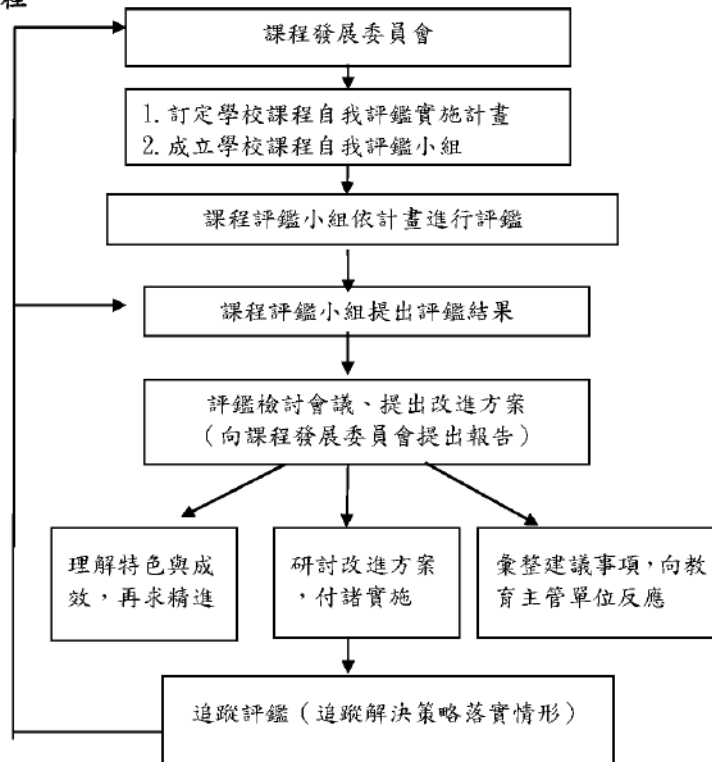 程
課程發展委員會
1. 訂定學校課程自我評鑑實施計畫
2. 成立學校課程自我評鑑小組
課程評鑑小組依計畫進行評鑑
課程評鑑小組提出評鑑結果
評鑑檢討會議、提出改進方案
（向課程發展委員會提出報告）
理解特色與成
效，再求精進
研討改進方案
，付諸實施
彙整建議事項，向教
育主管單位反應
追蹤評鑑（追蹤解決策略落實情形）